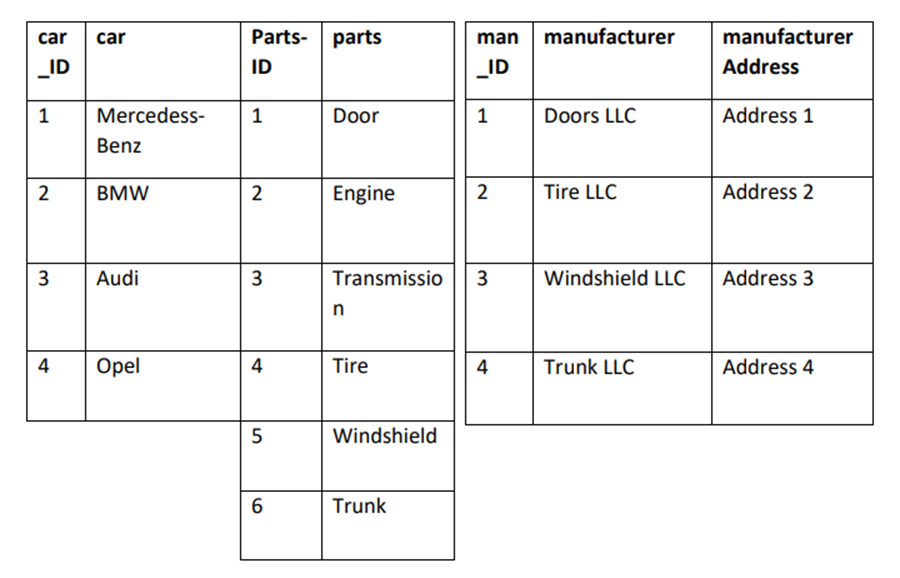 car_ID car Parts-ID parts man_ID manufacturer manufacturer Address
1 Mercedess-Benz 1 Door 1 Doors LLC Address 1
2 BMW 2 Engine 2 Tire LLC Address 2
3 Audi 3 Transmission 3 Windshield LLC Address 3
4 Opel 4 Tire 4 Trunk LLC Address 4
5 Windshield
6 Trunk